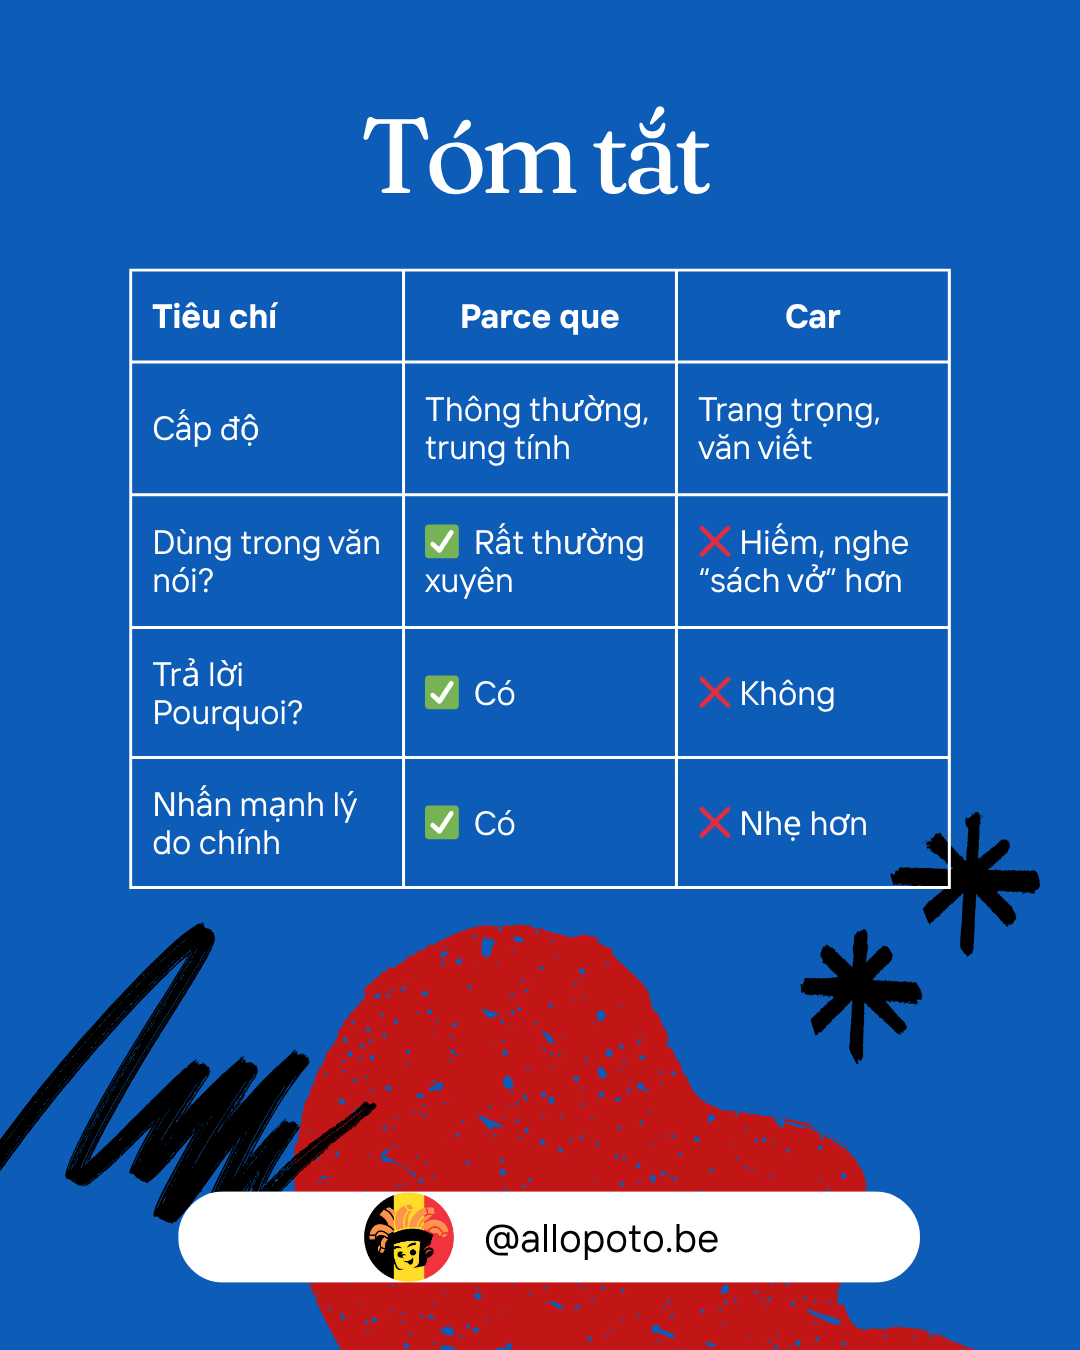 Tóm tắt
Tiêu chí
Parce que
Car
Cấp độ
Thông thường,
trung tính
Trang trọng,
văn viết
Dùng trong văn
nói?
✅ Rất thường
xuyên
❌ Hiếm, nghe
“sách vở” hơn
Trả lời
Pourquoi?
✅ Có
❌ Không
Nhấn mạnh lý
do chính
✅ Có
❌ Nhẹ hơn
@allopoto.be